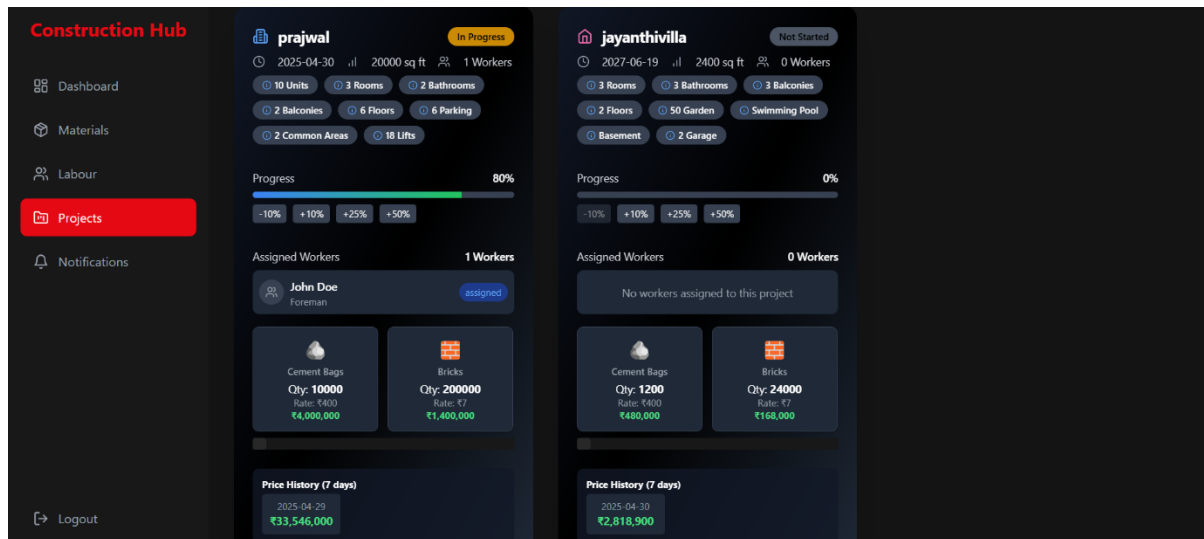 Construction Hub
Dashboard
Materials
Labour
Projects
Notifications
Logout
prajwal
In Progress
2025-04-30 20000 sq ft 1 Workers
10 Units 3 Rooms 2 Bathrooms
2 Balconies 6 Floors 6 Parking
2 Common Areas 18 Lifts
Progress 80%
-10% +10% +25% +50%
Assigned Workers 1 Workers
John Doe
Foreman
assigned
Cement Bags
Qty: 10000
Rate: ₹400
₹4,000,000
Bricks
Qty: 200000
Rate: ₹7
₹1,400,000
Price History (7 days)
2025-04-29
₹33,546,000
jayanthivilla
Not Started
2027-06-19 2400 sq ft 0 Workers
3 Rooms 3 Bathrooms 3 Balconies
2 Floors 50 Garden Swimming Pool
Basement 2 Garage
Progress 0%
-10% +10% +25% +50%
Assigned Workers 0 Workers
No workers assigned to this project
Cement Bags
Qty: 1200
Rate: ₹400
₹480,000
Bricks
Qty: 24000
Rate: ₹7
₹168,000
Price History (7 days)
2025-04-30
₹2,818,900